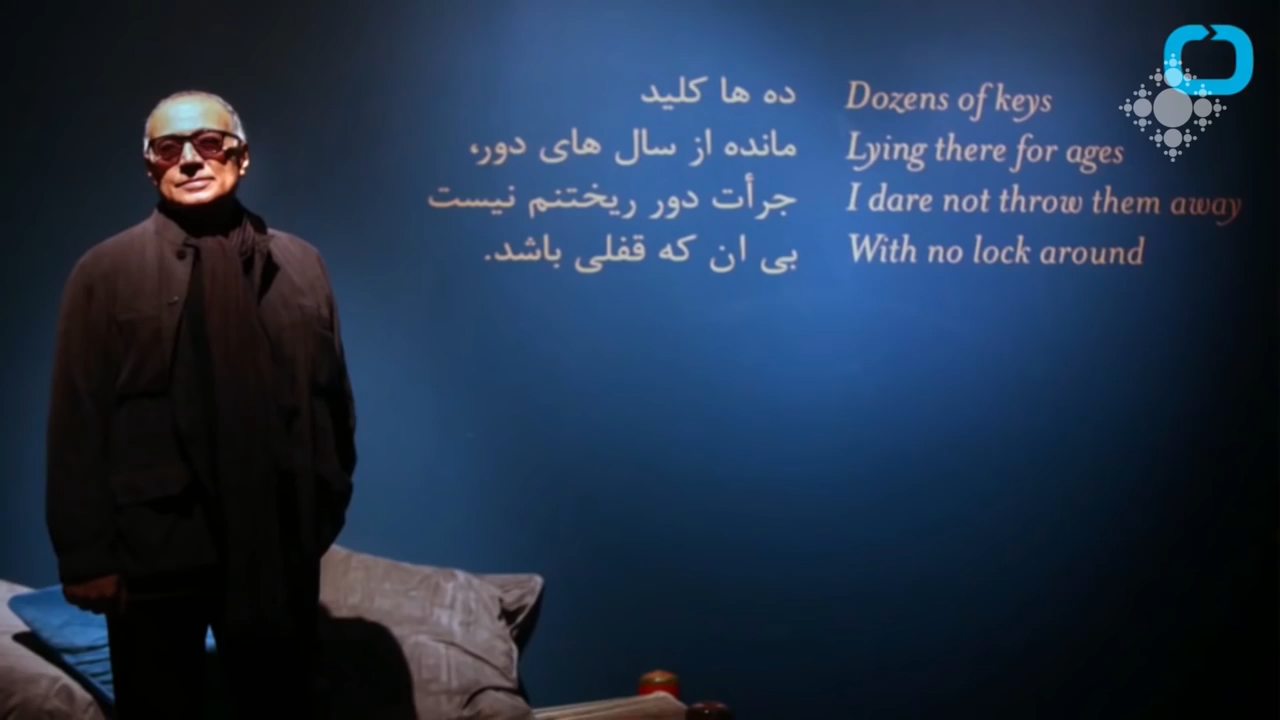 ده ها کلید
مانده از سال های دور،
جرأت دور ریختنم نیست
بی ان که قفلی باشد.
Dozens of keys
Lying there for ages
I dare not throw them away
With no lock around